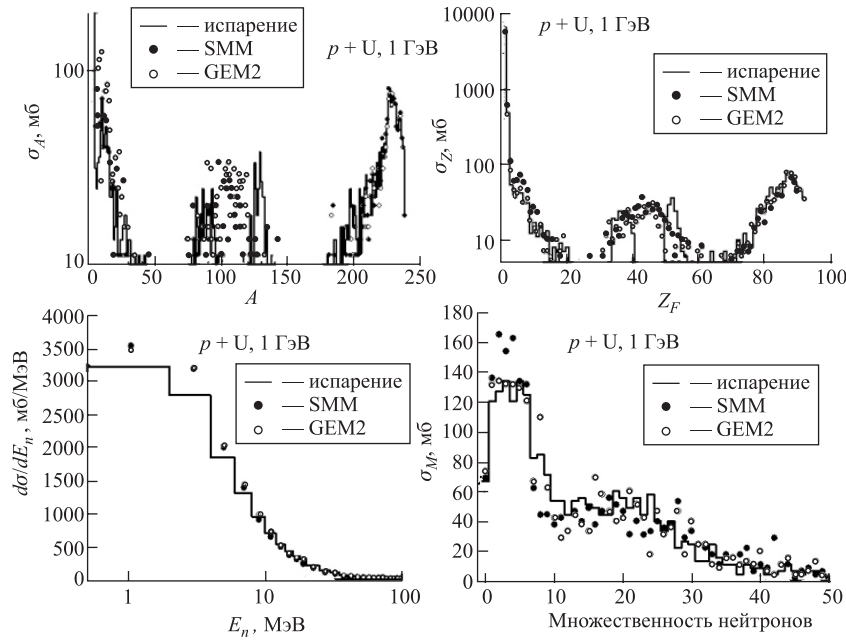 p + U, 1 ГэВ
— испарение
— SMM
— GEM2
σ_A, мб
200
100
10
0 50 100 150 200 250
A
p + U, 1 ГэВ
— испарение
— SMM
— GEM2
σ_Z, мб
10000
1000
100
10
0 20 40 60 80 100
Z_F
p + U, 1 ГэВ
— испарение
— SMM
— GEM2
dσ/dE_n, мб/МэВ
4000
3500
3000
2500
2000
1500
1000
500
0
1 10 100
E_n, МэВ
p + U, 1 ГэВ
— испарение
— SMM
— GEM2
σ_M, мб
180
160
140
120
100
80
60
40
20
0
0 10 20 30 40 50
Множественность нейтронов